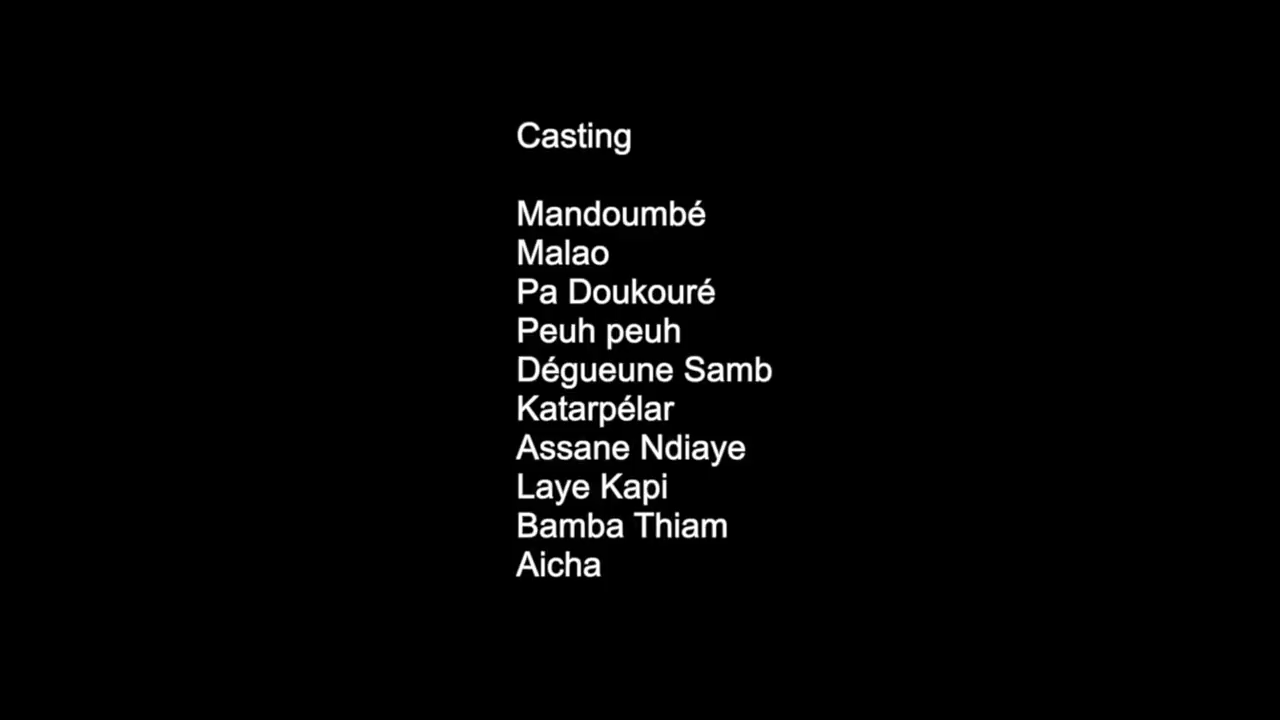 Casting
Mandoumbé
Malao
Pa Doukouré
Peuh peuh
Dégueune Samb
Katarpélar
Assane Ndiaye
Laye Kapi
Bamba Thiam
Aicha